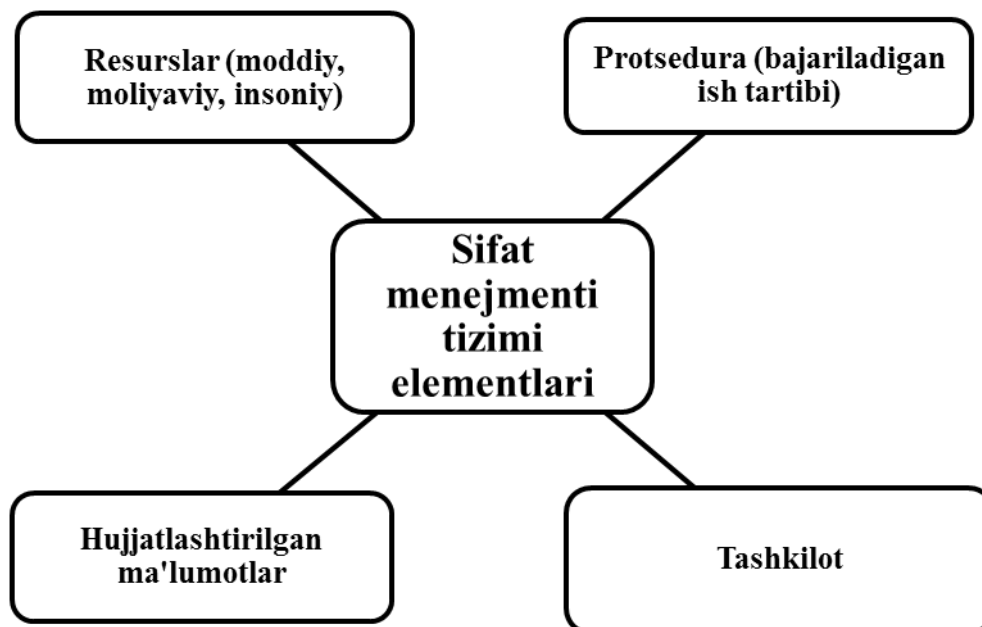 Resurslar (moddiy,
moliyaviy, insoniy)
Protsedura (bajariladigan
ish tartibi)
Sifat
menejmenti
tizimi
elementlari
Hujjatlashtirilgan
ma'lumotlar
Tashkilot